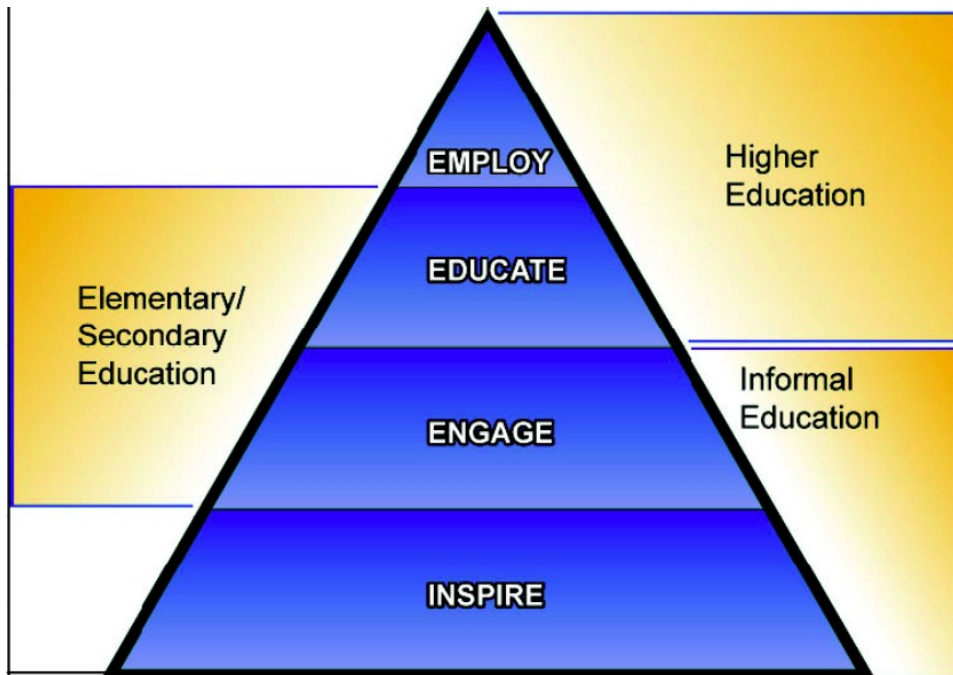 EMPLOY
Higher
Education
EDUCATE
Elementary/
Secondary
Education
Informal
Education
ENGAGE
INSPIRE